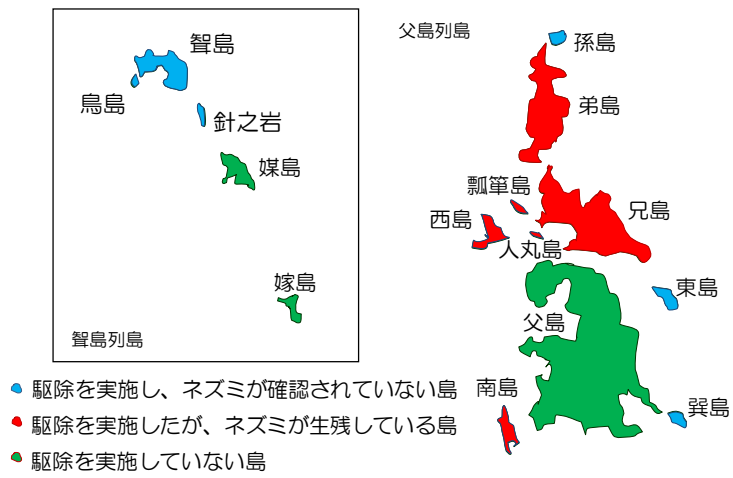 聟島
鳥島
針之岩
媒島
嫁島
聟島列島
父島列島
孫島
弟島
瓢箪島
兄島
西島
人丸島
東島
父島
南島
巽島
駆除を実施し、ネズミが確認されていない島
駆除を実施したが、ネズミが生残している島
駆除を実施していない島